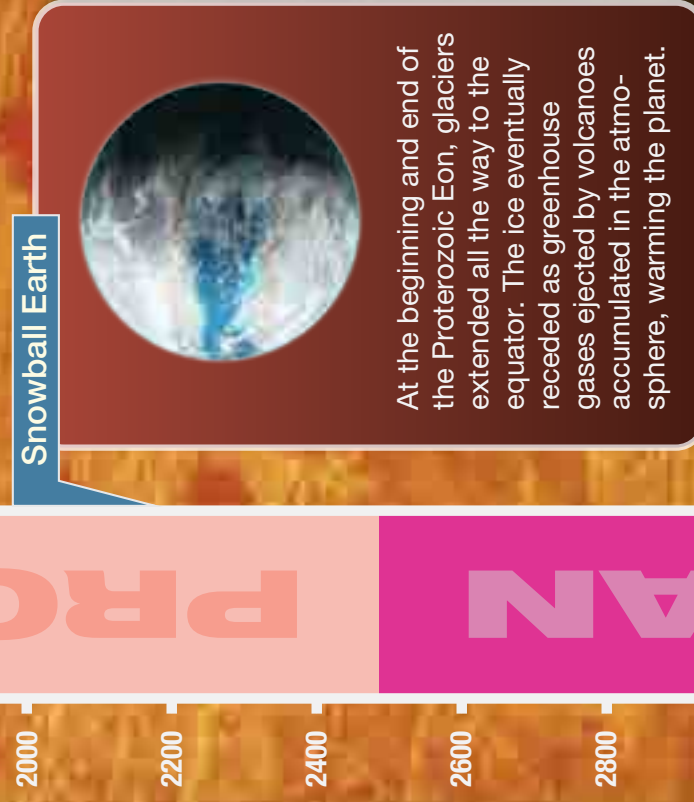 Snowball Earth
At the beginning and end of
the Proterozoic Eon, glaciers
extended all the way to the
equator. The ice eventually
receded as greenhouse
gases ejected by volcanoes
accumulated in the atmo-
sphere, warming the planet.
PRO
AN
2000
2200
2400
2600
2800